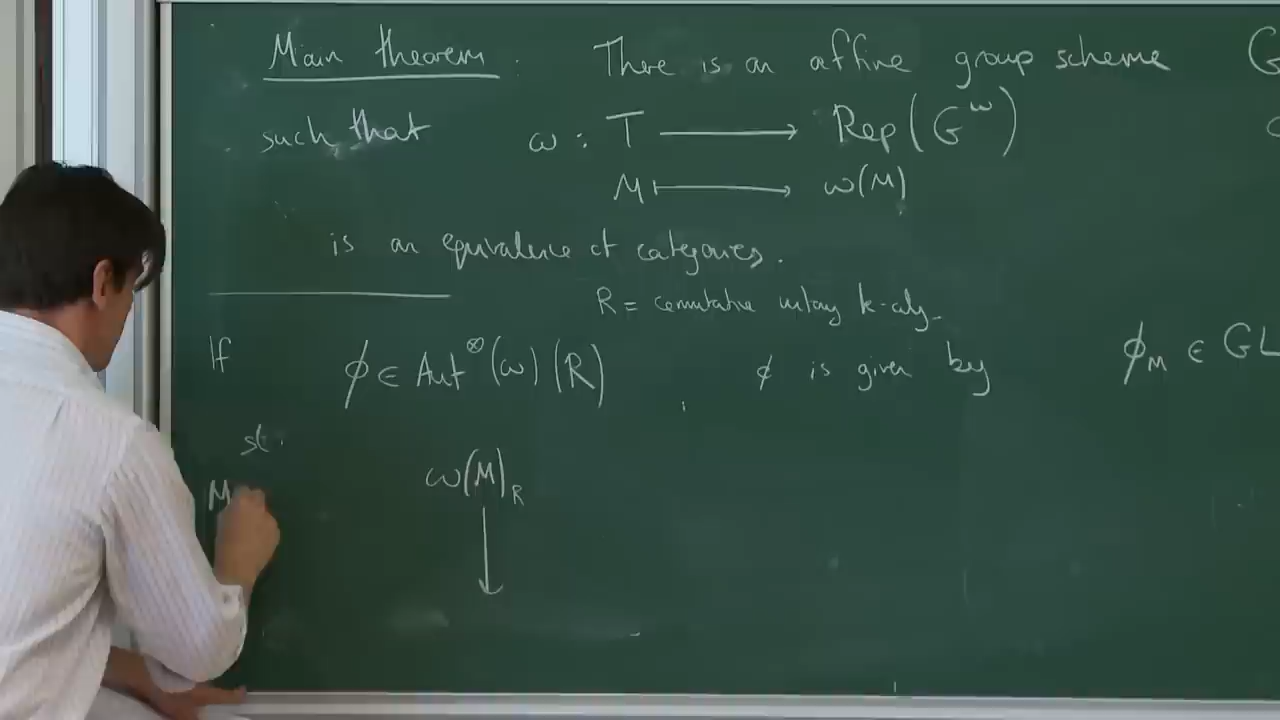 Main theorem : There is an affine group scheme G
such that ω : T ⟶ Rep(G^ω)
M ⟼ ω(M)
is an equivalence of categories.
R = commutative unitary k-alg.
If ϕ ∈ Aut^⊗(ω)(R) ϕ is given by ϕ_M ∈ GL
st.
ω(M)_R
M